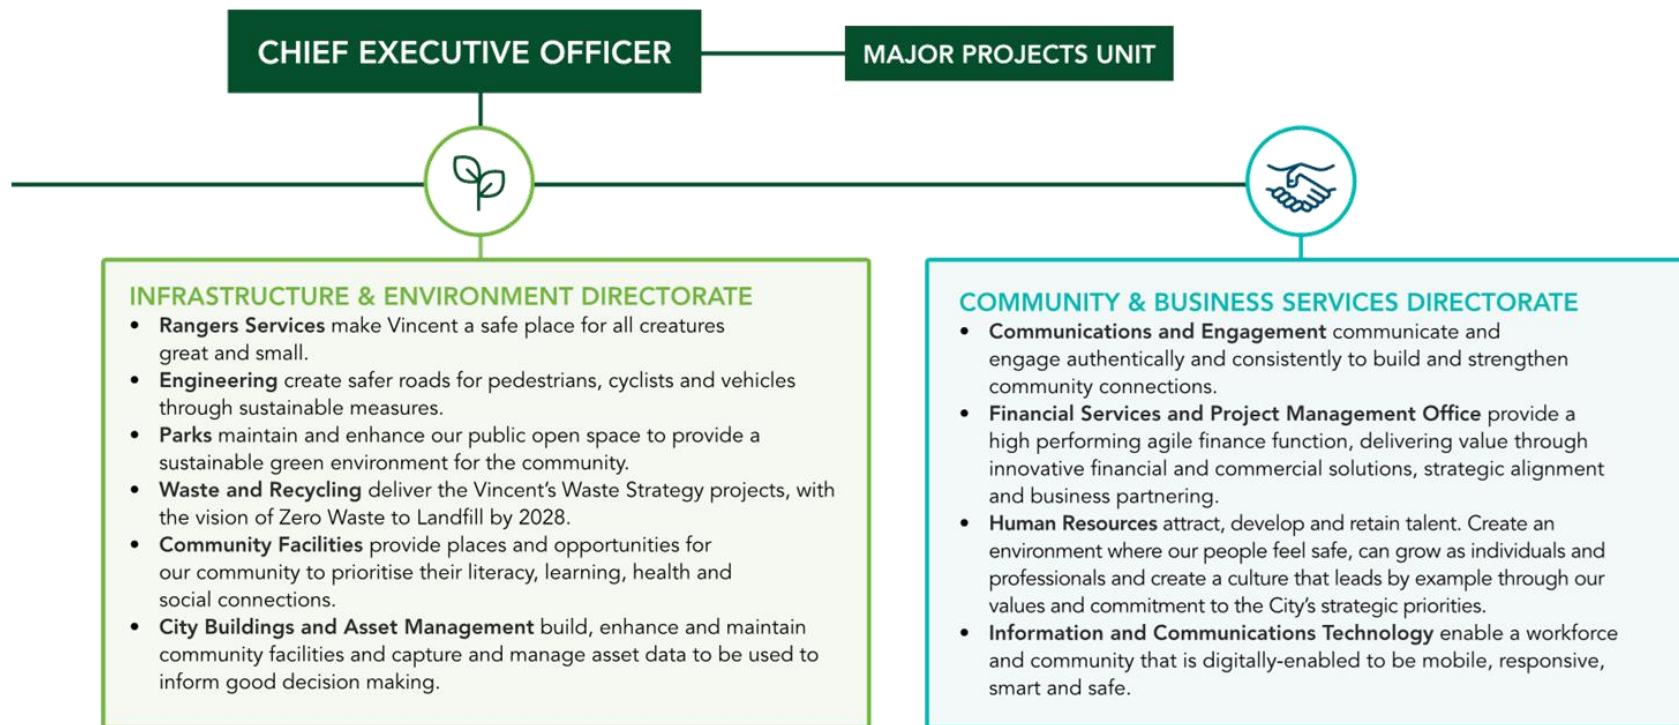 CHIEF EXECUTIVE OFFICER
MAJOR PROJECTS UNIT
INFRASTRUCTURE & ENVIRONMENT DIRECTORATE
• Rangers Services make Vincent a safe place for all creatures
great and small.
• Engineering create safer roads for pedestrians, cyclists and vehicles
through sustainable measures.
• Parks maintain and enhance our public open space to provide a
sustainable green environment for the community.
• Waste and Recycling deliver the Vincent's Waste Strategy projects, with
the vision of Zero Waste to Landfill by 2028.
• Community Facilities provide places and opportunities for
our community to prioritise their literacy, learning, health and
social connections.
• City Buildings and Asset Management build, enhance and maintain
community facilities and capture and manage asset data to be used to
inform good decision making.
COMMUNITY & BUSINESS SERVICES DIRECTORATE
• Communications and Engagement communicate and
engage authentically and consistently to build and strengthen
community connections.
• Financial Services and Project Management Office provide a
high performing agile finance function, delivering value through
innovative financial and commercial solutions, strategic alignment
and business partnering.
• Human Resources attract, develop and retain talent. Create an
environment where our people feel safe, can grow as individuals and
professionals and create a culture that leads by example through our
values and commitment to the City's strategic priorities.
• Information and Communications Technology enable a workforce
and community that is digitally-enabled to be mobile, responsive,
smart and safe.